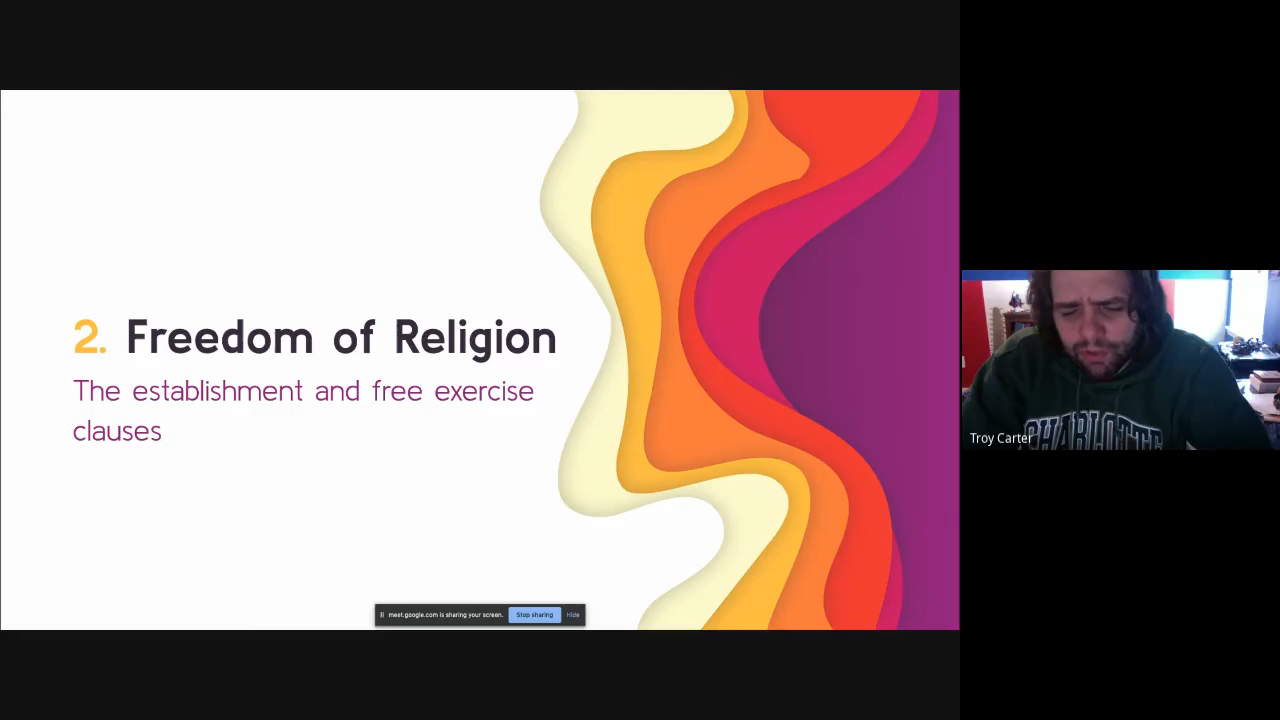 2. Freedom of Religion
The establishment and free exercise
clauses
meet.google.com is sharing your screen. Stop sharing Hide
Troy Carter
CHARLOTTE